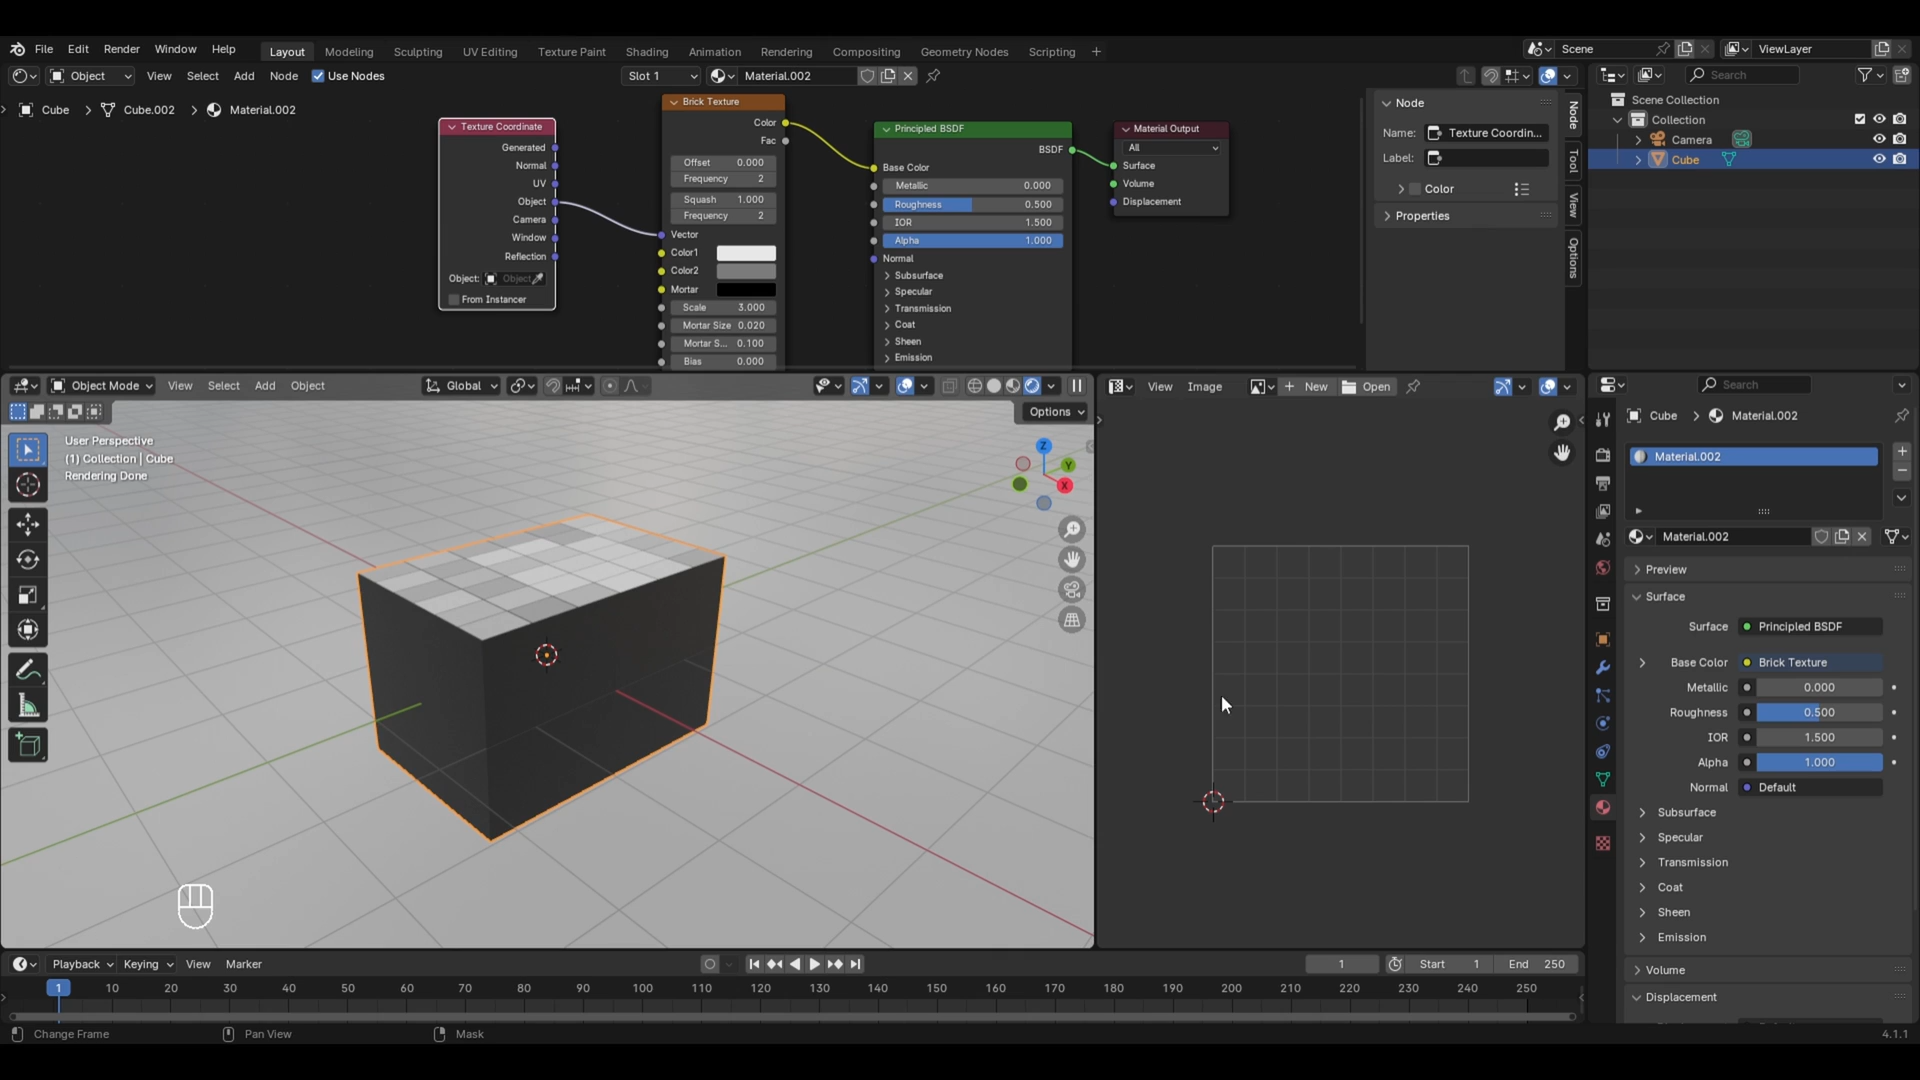 File Edit Render Window Help Layout Modeling Sculpting UV Editing Texture Paint Shading Animation Rendering Compositing Geometry Nodes Scripting + Scene ViewLayer
Object View Select Add Node Use Nodes Slot 1 Material.002 Search
Cube > Cube.002 > Material.002
Texture Coordinate
Generated
Normal
UV
Object
Camera
Window
Reflection
Object: Object
From Instancer
Brick Texture
Color
Fac
Offset 0.000
Frequency 2
Squash 1.000
Frequency 2
Vector
Color1
Color2
Mortar
Scale 3.000
Mortar Size 0.020
Mortar S... 0.100
Bias 0.000
Principled BSDF
BSDF
Base Color
Metallic 0.000
Roughness 0.500
IOR 1.500
Alpha 1.000
Normal
Subsurface
Specular
Transmission
Coat
Sheen
Emission
Material Output
All
Surface
Volume
Displacement
Node
Name: Texture Coordin...
Label:
Color
Properties
Node
Tool
View
Options
Scene Collection
Collection
Camera
Cube
Object Mode View Select Add Object Global
Options
User Perspective
(1) Collection | Cube
Rendering Done
Z
Y
X
View Image New Open
Search
Cube > Material.002
Material.002
Material.002
Preview
Surface
Surface Principled BSDF
Base Color Brick Texture
Metallic 0.000
Roughness 0.500
IOR 1.500
Alpha 1.000
Normal Default
Subsurface
Specular
Transmission
Coat
Sheen
Emission
Volume
Displacement
Playback Keying View Marker 1 Start 1 End 250
1 10 20 30 40 50 60 70 80 90 100 110 120 130 140 150 160 170 180 190 200 210 220 230 240 250
Change Frame Pan View Mask 4.1.1